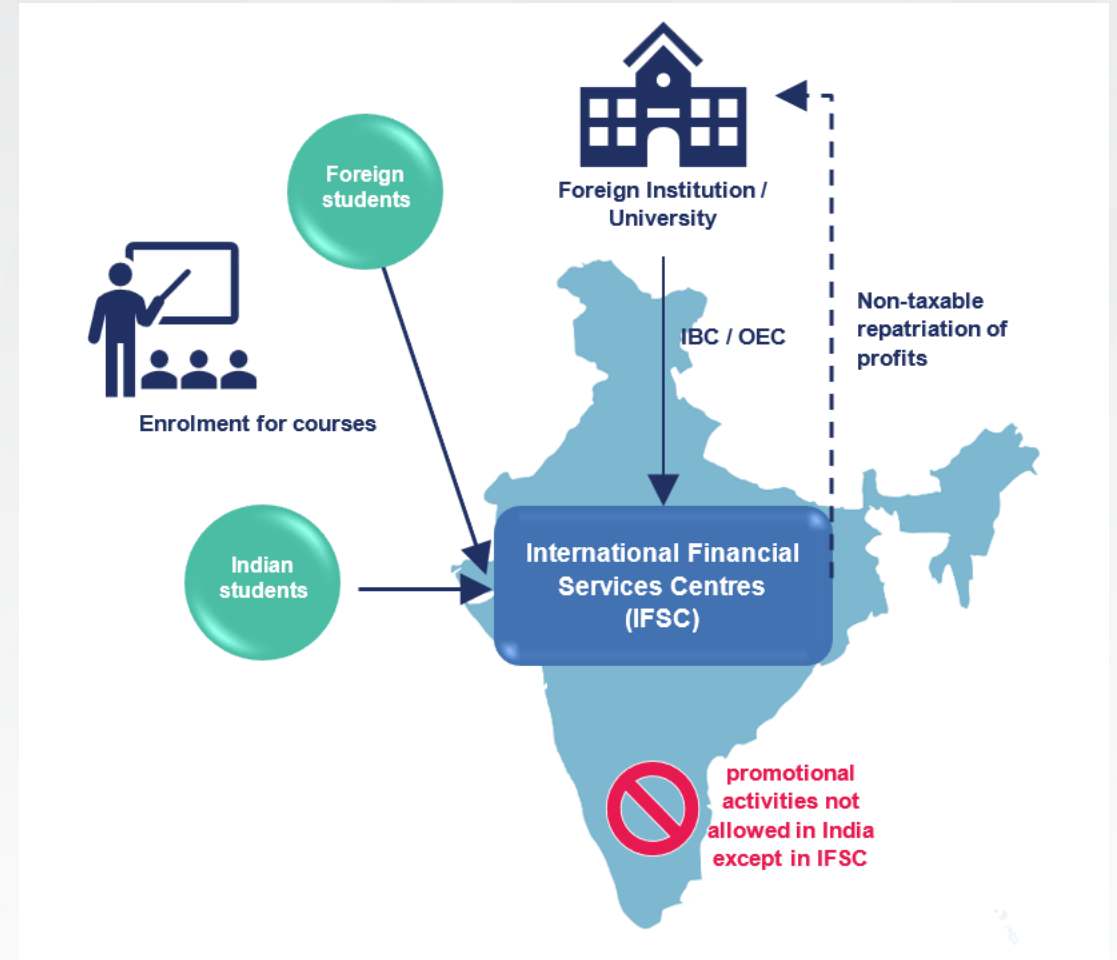 Foreign
students
Foreign Institution /
University
IBC / OEC
Non-taxable
repatriation of
profits
Enrolment for courses
Indian
students
International Financial
Services Centres
(IFSC)
promotional
activities not
allowed in India
except in IFSC